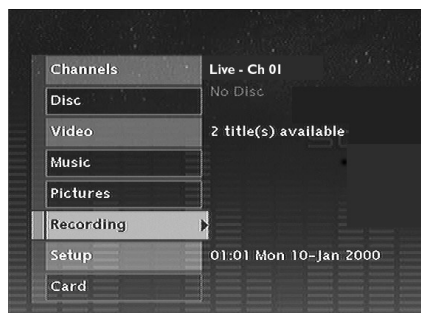 Channels Live - Ch 01
Disc No Disc
Video 2 title(s) available
Music
Pictures
Recording
Setup 01:01 Mon 10-Jan 2000
Card